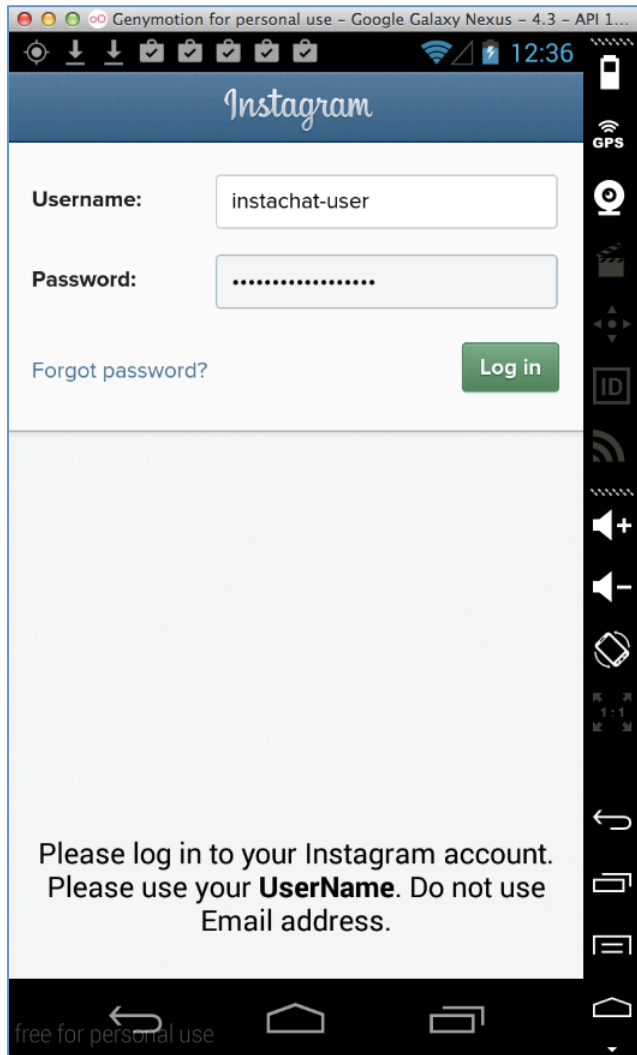 Genymotion for personal use – Google Galaxy Nexus – 4.3 – API 1...
12:36
Instagram
GPS
Username:
instachat-user
Password:
••••••••••••••••••
Forgot password?
Log in
ID
1:1
Please log in to your Instagram account.
Please use your UserName. Do not use
Email address.
free for personal use